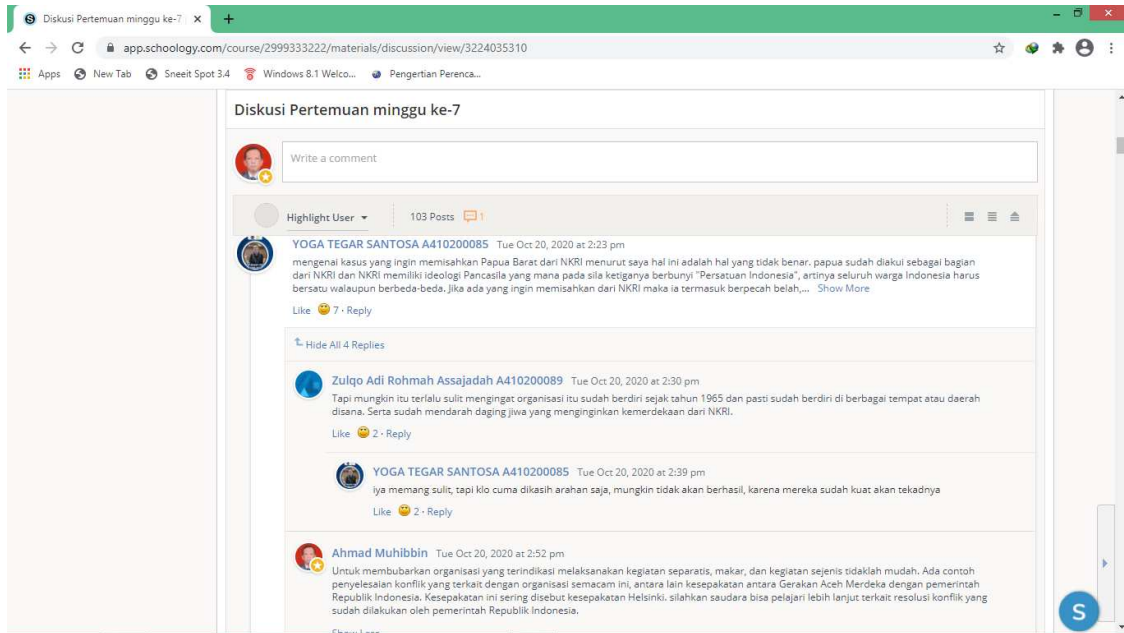 Diskusi Pertemuan minggu ke-7
app.schoology.com/course/2999333222/materials/discussion/view/3224035310
Apps New Tab Sneeit Spot 3.4 Windows 8.1 Welco... Pengertian Perenca...
Diskusi Pertemuan minggu ke-7
Write a comment
Highlight User 103 Posts 1
YOGA TEGAR SANTOSA A410200085 Tue Oct 20, 2020 at 2:23 pm
mengenai kasus yang ingin memisahkan Papua Barat dari NKRI menurut saya hal ini adalah hal yang tidak benar. papua sudah diakui sebagai bagian
dari NKRI dan NKRI memiliki ideologi Pancasila yang mana pada sila ketiganya berbunyi "Persatuan Indonesia", artinya seluruh warga Indonesia harus
bersatu walaupun berbeda-beda. Jika ada yang ingin memisahkan dari NKRI maka ia termasuk berpecah belah,... Show More
Like 7 · Reply
Hide All 4 Replies
Zulqo Adi Rohmah Assajadah A410200089 Tue Oct 20, 2020 at 2:30 pm
Tapi mungkin itu terlalu sulit mengingat organisasi itu sudah berdiri sejak tahun 1965 dan pasti sudah berdiri di berbagai tempat atau daerah
disana. Serta sudah mendarah daging jiwa yang menginginkan kemerdekaan dari NKRI.
Like 2 · Reply
YOGA TEGAR SANTOSA A410200085 Tue Oct 20, 2020 at 2:39 pm
iya memang sulit, tapi klo cuma dikasih arahan saja, mungkin tidak akan berhasil, karena mereka sudah kuat akan tekadnya
Like 2 · Reply
Ahmad Muhibbin Tue Oct 20, 2020 at 2:52 pm
Untuk membubarkan organisasi yang terindikasi melaksanakan kegiatan separatis, makar, dan kegiatan sejenis tidaklah mudah. Ada contoh
penyelesaian konflik yang terkait dengan organisasi semacam ini, antara lain kesepakatan antara Gerakan Aceh Merdeka dengan pemerintah
Republik Indonesia. Kesepakatan ini sering disebut kesepakatan Helsinki. silahkan saudara bisa pelajari lebih lanjut terkait resolusi konflik yang
sudah dilakukan oleh pemerintah Republik Indonesia.
Show Less
S